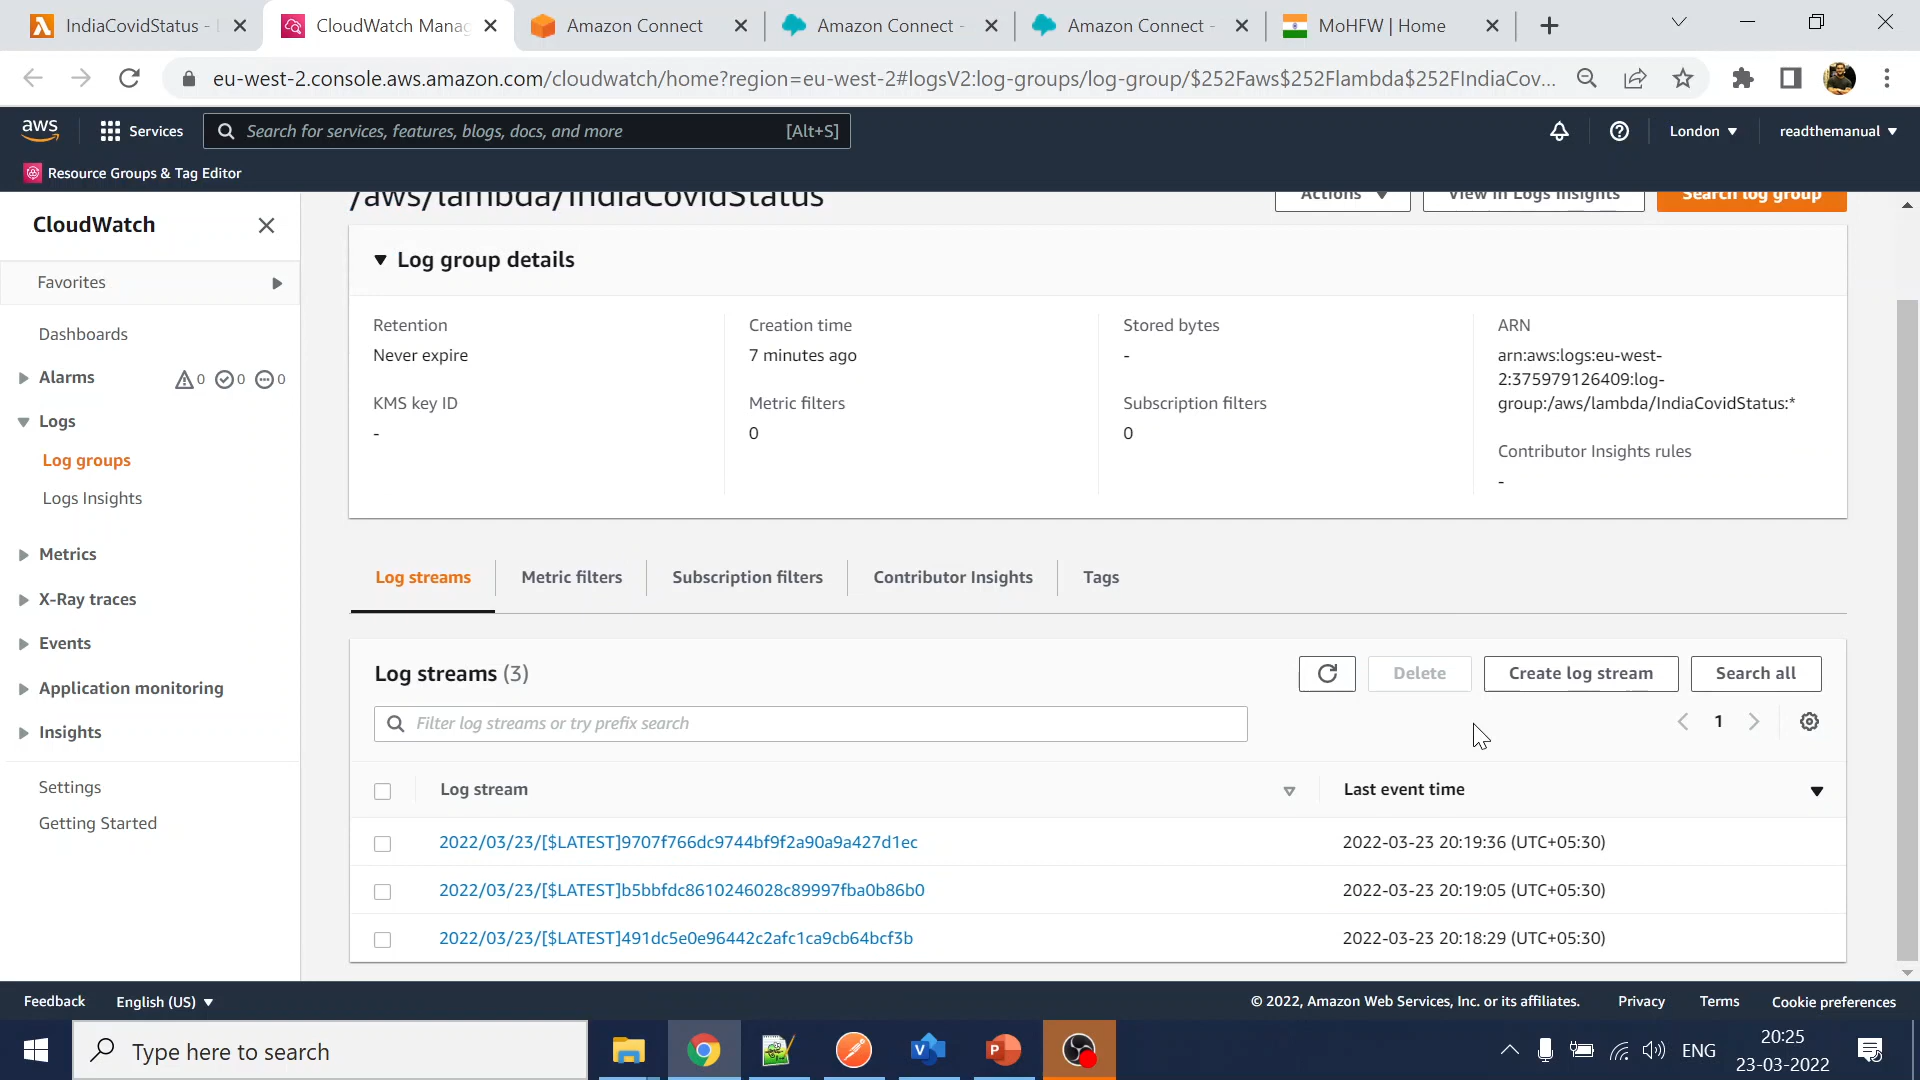 IndiaCovidStatus -
CloudWatch Manag
Amazon Connect
Amazon Connect -
Amazon Connect -
MoHFW | Home
eu-west-2.console.aws.amazon.com/cloudwatch/home?region=eu-west-2#logsV2:log-groups/log-group/$252Faws$252Flambda$252FIndiaCov...
aws
Services
Search for services, features, blogs, docs, and more
[Alt+S]
London
readthemanual
Resource Groups & Tag Editor
CloudWatch
Favorites
Dashboards
Alarms
0
0
0
Logs
Log groups
Logs Insights
Metrics
X-Ray traces
Events
Application monitoring
Insights
Settings
Getting Started
/aws/lambda/IndiaCovidStatus
Actions
View in Logs Insights
Search log group
Log group details
Retention
Never expire
KMS key ID
-
Creation time
7 minutes ago
Metric filters
0
Stored bytes
-
Subscription filters
0
ARN
arn:aws:logs:eu-west-
2:375979126409:log-
group:/aws/lambda/IndiaCovidStatus:*
Contributor Insights rules
-
Log streams
Metric filters
Subscription filters
Contributor Insights
Tags
Log streams (3)
Delete
Create log stream
Search all
Filter log streams or try prefix search
1
Log stream
Last event time
2022/03/23/[$LATEST]9707f766dc9744bf9f2a90a9a427d1ec
2022-03-23 20:19:36 (UTC+05:30)
2022/03/23/[$LATEST]b5bbfdc8610246028c89997fba0b86b0
2022-03-23 20:19:05 (UTC+05:30)
2022/03/23/[$LATEST]491dc5e0e96442c2afc1ca9cb64bcf3b
2022-03-23 20:18:29 (UTC+05:30)
Feedback
English (US)
© 2022, Amazon Web Services, Inc. or its affiliates.
Privacy
Terms
Cookie preferences
Type here to search
ENG
20:25
23-03-2022